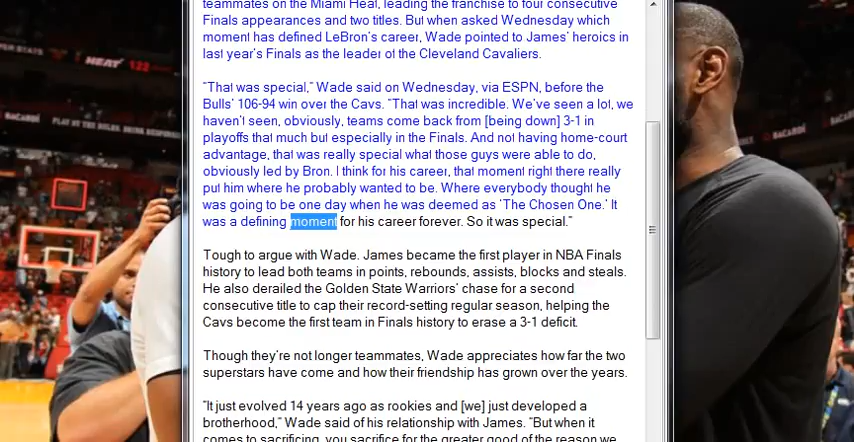 teammates on the Miami Heat, leading the franchise to four consecutive
Finals appearances and two titles. But when asked Wednesday which
moment has defined LeBron's career, Wade pointed to James' heroics in
last year's Finals as the leader of the Cleveland Cavaliers.
“That was special,” Wade said on Wednesday, via ESPN, before the
Bulls' 106-94 win over the Cavs. “That was incredible. We've seen a lot, we
haven't seen, obviously, teams come back from [being down] 3-1 in
playoffs that much but especially in the Finals. And not having home-court
advantage, that was really special what those guys were able to do,
obviously led by Bron. I think for his career, that moment right there really
put him where he probably wanted to be. Where everybody thought he
was going to be one day when he was deemed as ‘The Chosen One.’ It
was a defining moment for his career forever. So it was special.”
Tough to argue with Wade. James became the first player in NBA Finals
history to lead both teams in points, rebounds, assists, blocks and steals.
He also derailed the Golden State Warriors' chase for a second
consecutive title to cap their record-setting regular season, helping the
Cavs become the first team in Finals history to erase a 3-1 deficit.
Though they're not longer teammates, Wade appreciates how far the two
superstars have come and how their friendship has grown over the years.
“It just evolved 14 years ago as rookies and [we] just developed a
brotherhood,” Wade said of his relationship with James. “But when it
comes to sacrificing, you sacrifice for the greater good of the reason we
HEAT 122
BACARDI